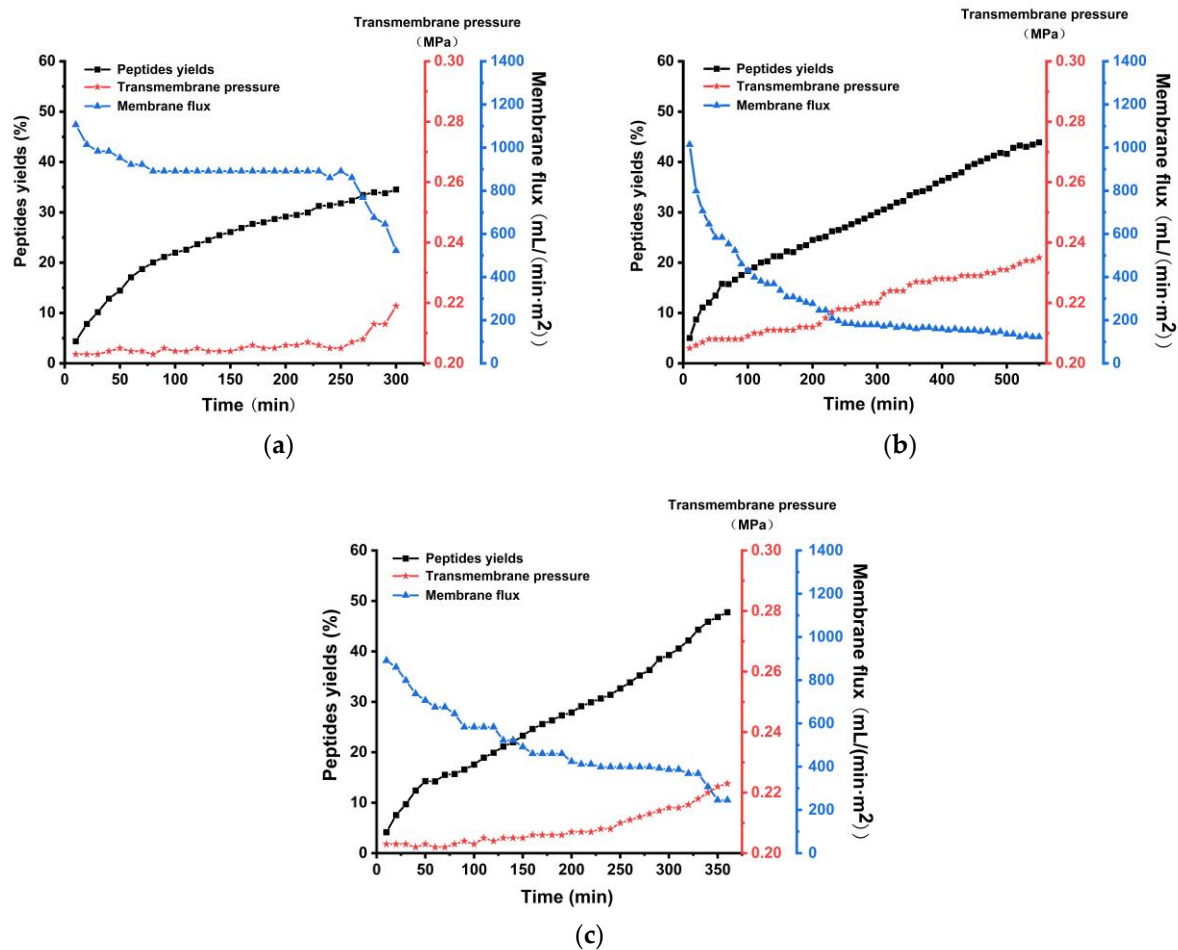 Transmembrane pressure
（MPa）
Peptides yields
Transmembrane pressure
Membrane flux
Peptides yields (%)
60
50
40
30
20
10
0
0.30
0.28
0.26
0.24
0.22
0.20
1400
1200
1000
800
600
400
200
0
Membrane flux（mL/（min·m²））
0 50 100 150 200 250 300
Time（min）
(a)
Transmembrane pressure
（MPa）
Peptides yields
Transmembrane pressure
Membrane flux
Peptides yields (%)
60
50
40
30
20
10
0
0.30
0.28
0.26
0.24
0.22
0.20
1400
1200
1000
800
600
400
200
0
Membrane flux（mL/（min·m²））
0 100 200 300 400 500
Time (min)
(b)
Transmembrane pressure
（MPa）
Peptides yields
Transmembrane pressure
Membrane flux
Peptides yields (%)
60
50
40
30
20
10
0
0.30
0.28
0.26
0.24
0.22
0.20
1400
1200
1000
800
600
400
200
0
Membrane flux（mL/(min·m²)）
0 50 100 150 200 250 300 350
Time (min)
(c)